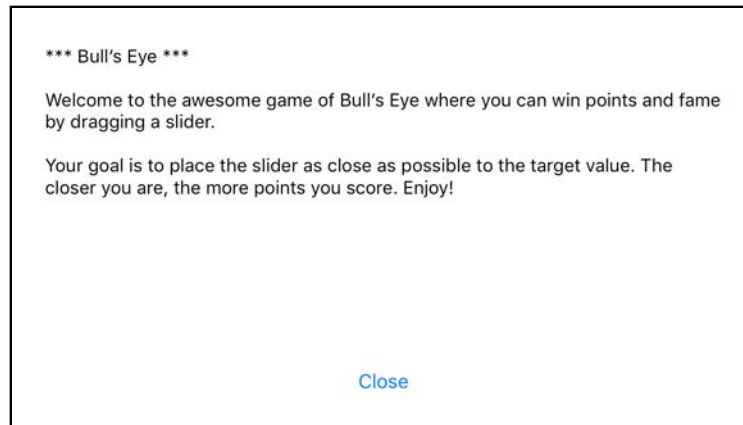 *** Bull’s Eye ***
Welcome to the awesome game of Bull’s Eye where you can win points and fame
by dragging a slider.
Your goal is to place the slider as close as possible to the target value. The
closer you are, the more points you score. Enjoy!
Close